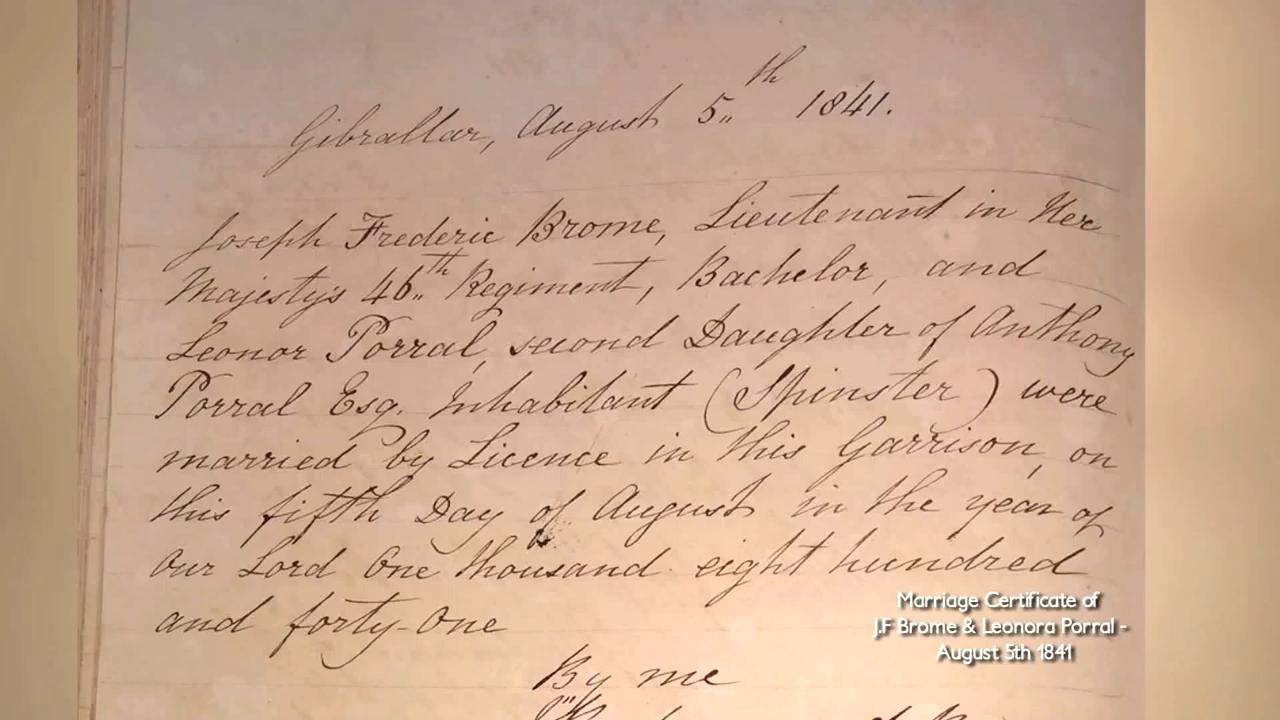 Gibraltar, August 5th 1841.
Joseph Frederic Brome, Lieutenant in Her
Majesty's 46th Regiment, Bachelor, and
Leonor Porral, second Daughter of Anthony
Porral Esq. Inhabitant (Spinster) were
married by Licence in this Garrison, on
this fifth Day of August in the year of
our Lord One thousand eight hundred
and forty-One
By me
Marriage Certificate of
J.F Brome & Leonora Porral -
August 5th 1841